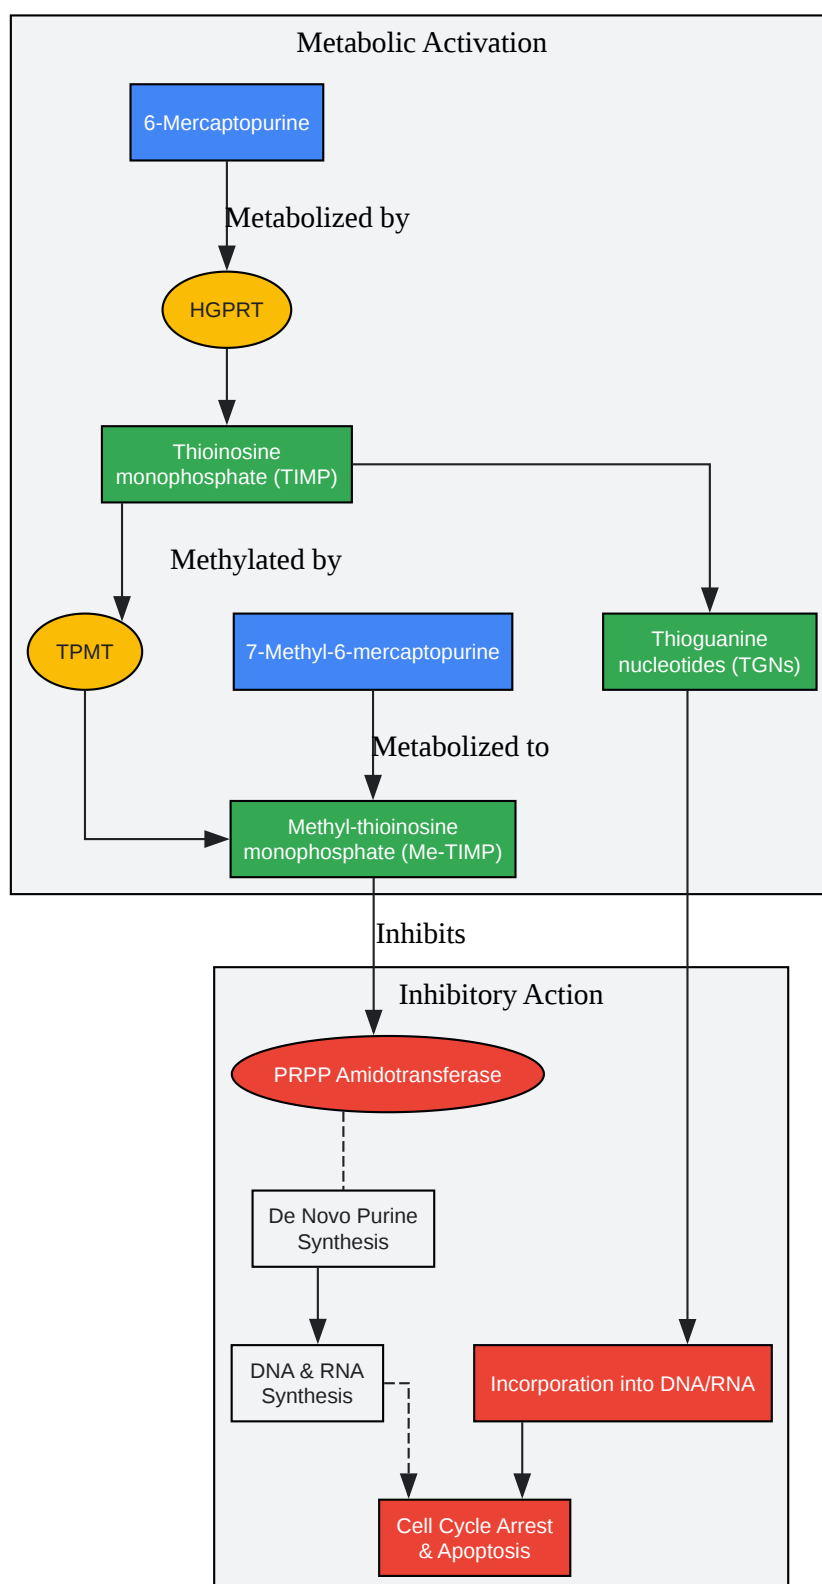 Metabolic Activation
6-Mercaptopurine
Metabolized by
HGPRT
Thioinosine
monophosphate (TIMP)
Methylated by
TPMT
7-Methyl-6-mercaptopurine
Thioguanine
nucleotides (TGNs)
Metabolized to
Methyl-thioinosine
monophosphate (Me-TIMP)
Inhibits
Inhibitory Action
PRPP Amidotransferase
De Novo Purine
Synthesis
DNA & RNA
Synthesis
Incorporation into DNA/RNA
Cell Cycle Arrest
& Apoptosis